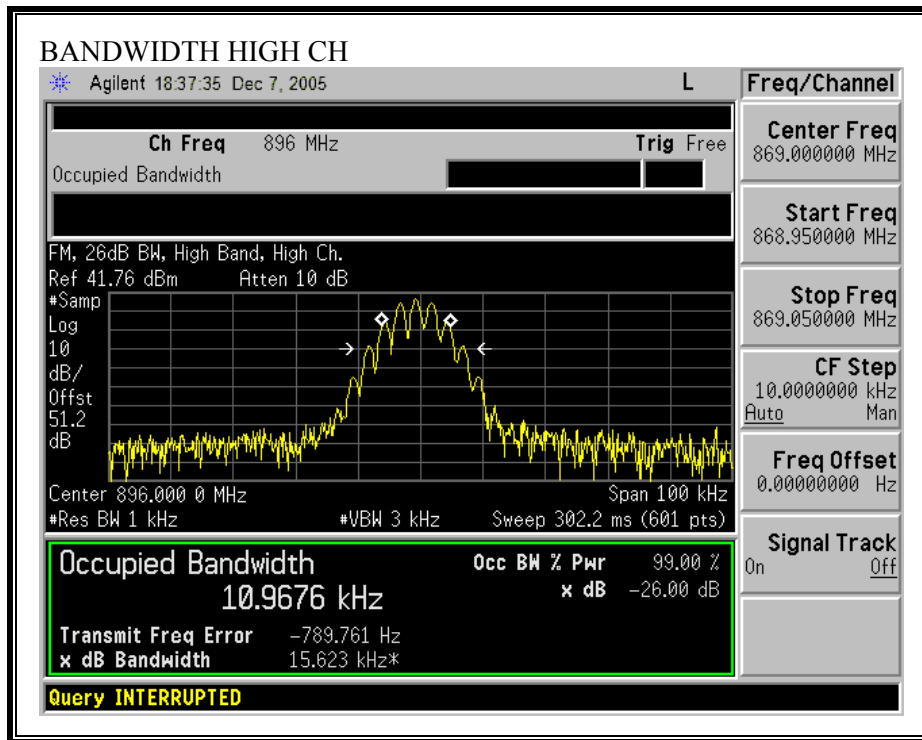 BANDWIDTH HIGH CH
Agilent 18:37:35 Dec 7, 2005 L
Freq/Channel
Ch Freq 896 MHz Trig Free
Occupied Bandwidth
Center Freq
869.000000 MHz
Start Freq
868.950000 MHz
Stop Freq
869.050000 MHz
CF Step
10.0000000 kHz
Auto Man
Freq Offset
0.00000000 Hz
Signal Track
On Off
FM, 26dB BW, High Band, High Ch.
Ref 41.76 dBm Atten 10 dB
#Samp
Log
10
dB/
Offst
51.2
dB
Center 896.000 0 MHz Span 100 kHz
#Res BW 1 kHz #VBW 3 kHz Sweep 302.2 ms (601 pts)
Occupied Bandwidth
10.9676 kHz
Occ BW % Pwr 99.00 %
x dB -26.00 dB
Transmit Freq Error -789.761 Hz
x dB Bandwidth 15.623 kHz*
Query INTERRUPTED